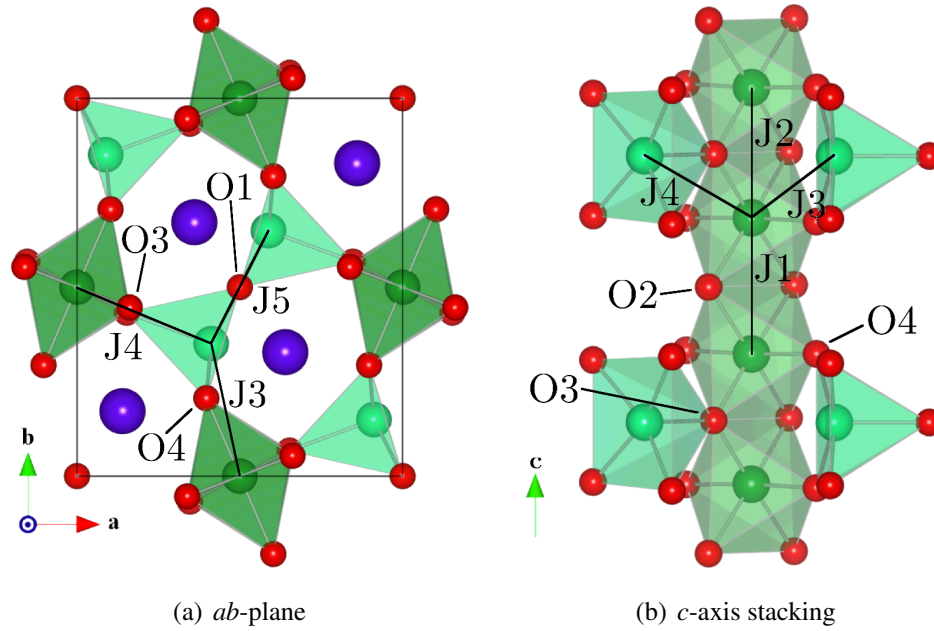 O1
O3
J5
J4
J3
O4
b
a
(a) ab-plane
J2
J4
J3
J1
O2
O4
O3
c
(b) c-axis stacking